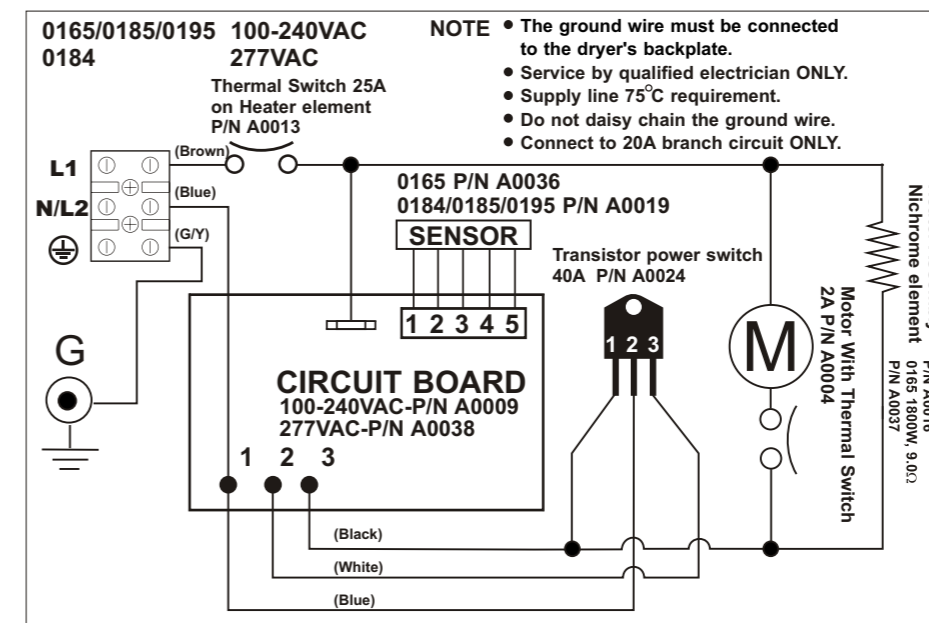 0165/0185/0195 100-240VAC
0184 277VAC
NOTE ● The ground wire must be connected
to the dryer's backplate.
● Service by qualified electrician ONLY.
● Supply line 75°C requirement.
● Do not daisy chain the ground wire.
● Connect to 20A branch circuit ONLY.
Thermal Switch 25A
on Heater element
P/N A0013
L1
(Brown)
N/L2
(Blue)
(G/Y)
0165 P/N A0036
0184/0185/0195 P/N A0019
SENSOR
1 2 3 4 5
Transistor power switch
40A P/N A0024
1 2 3
G
CIRCUIT BOARD
100-240VAC-P/N A0009
277VAC-P/N A0038
1 2 3
(Black)
(White)
(Blue)
M
Motor With Thermal Switch
2A P/N A0004
Nichrome element
0165 1800W, 9.0Ω
P/N A0037